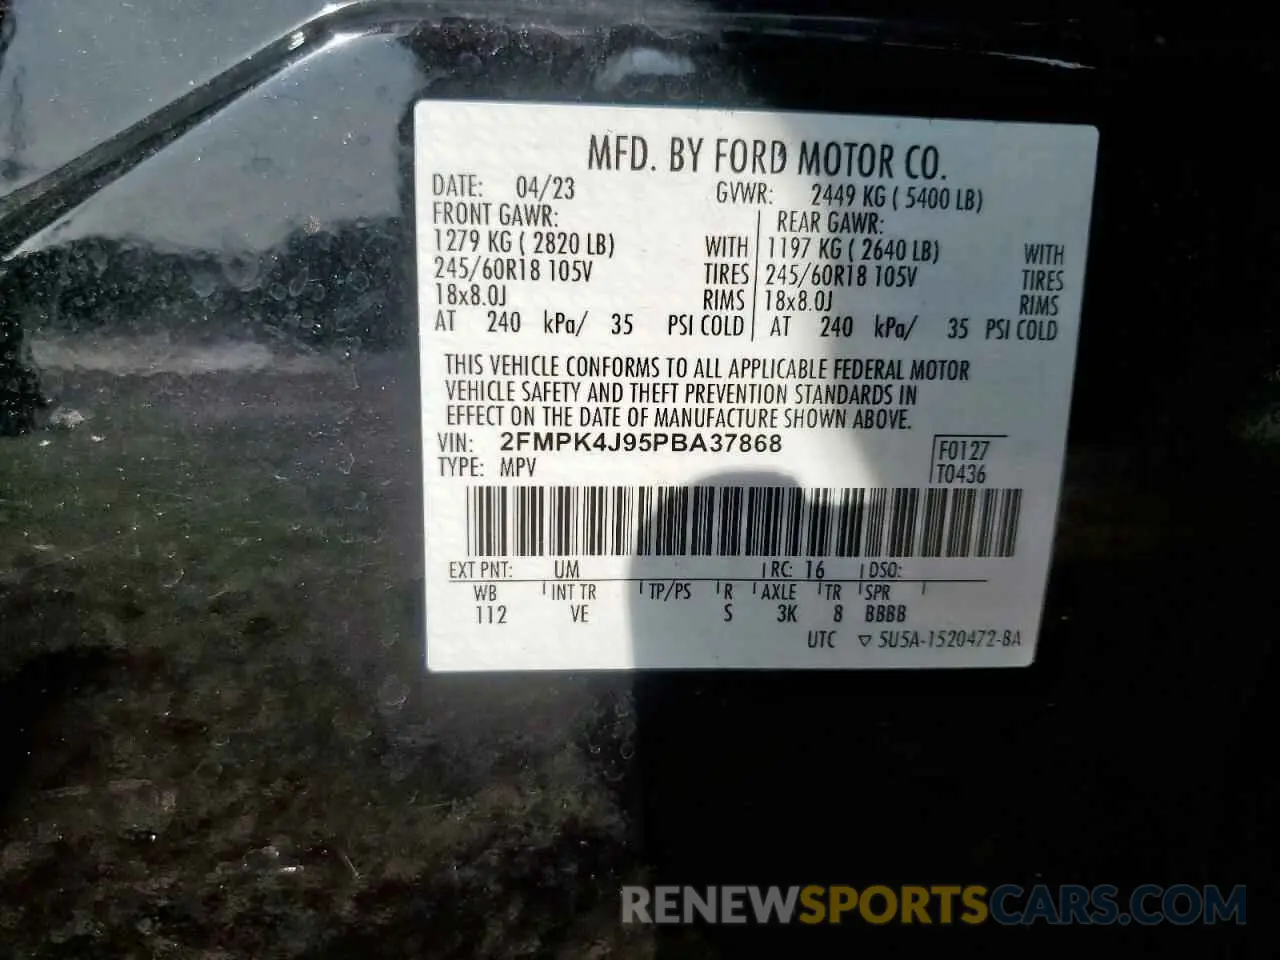 MFD. BY FORD MOTOR CO.
DATE: 04/23 GVWR: 2449 KG ( 5400 LB)
FRONT GAWR: REAR GAWR:
1279 KG ( 2820 LB) WITH 1197 KG ( 2640 LB) WITH
245/60R18 105V TIRES 245/60R18 105V TIRES
18x8.0J RIMS 18x8.0J RIMS
AT 240 kPa/ 35 PSI COLD AT 240 kPa/ 35 PSI COLD
THIS VEHICLE CONFORMS TO ALL APPLICABLE FEDERAL MOTOR
VEHICLE SAFETY AND THEFT PREVENTION STANDARDS IN
EFFECT ON THE DATE OF MANUFACTURE SHOWN ABOVE.
VIN: 2FMPK4J95PBA37868 F0127
TYPE: MPV T0436
EXT PNT: UM RC: 16 DSO:
WB INT TR TP/PS R AXLE TR SPR
112 VE S 3K 8 BBBB
UTC ▽ 5U5A-1520472-BA
RENEWSPORTSCARS.COM